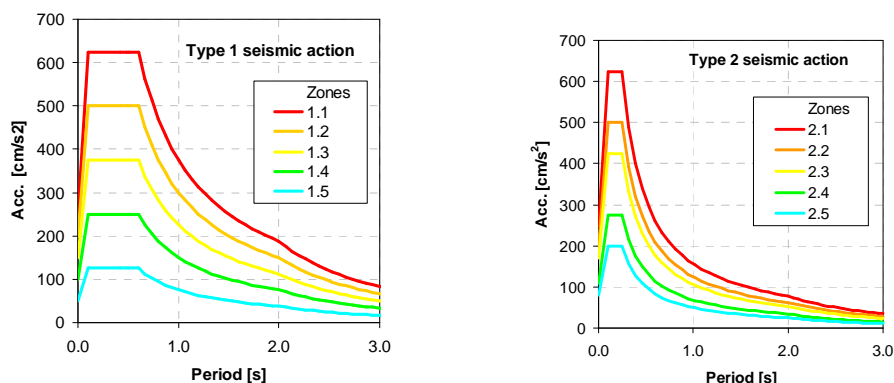 Type 1 seismic action
Acc. [cm/s2]
700
600
500
400
300
200
100
0
Zones
1.1
1.2
1.3
1.4
1.5
0.0 1.0 2.0 3.0
Period [s]
Type 2 seismic action
Acc. [cm/s²]
700
600
500
400
300
200
100
0
Zones
2.1
2.2
2.3
2.4
2.5
0.0 1.0 2.0 3.0
Period [s]